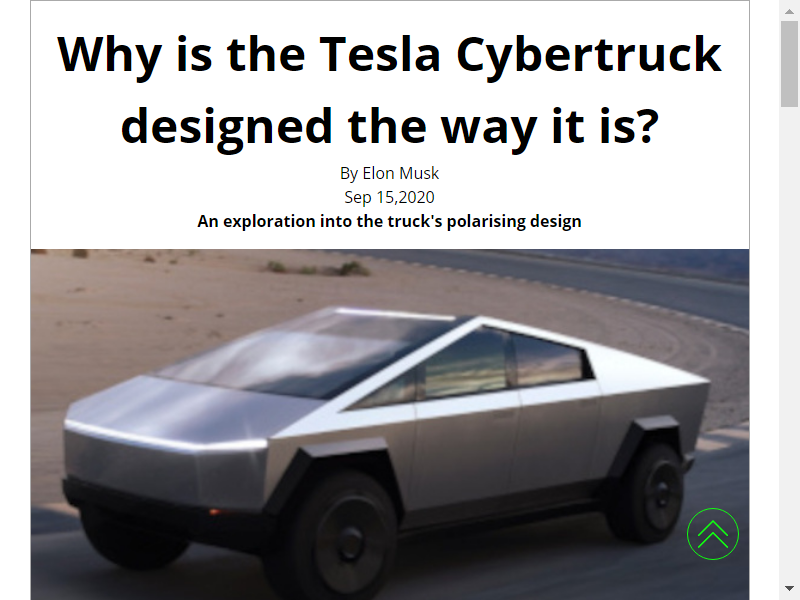 Why is the Tesla Cybertruck
designed the way it is?
By Elon Musk
Sep 15,2020
An exploration into the truck's polarising design